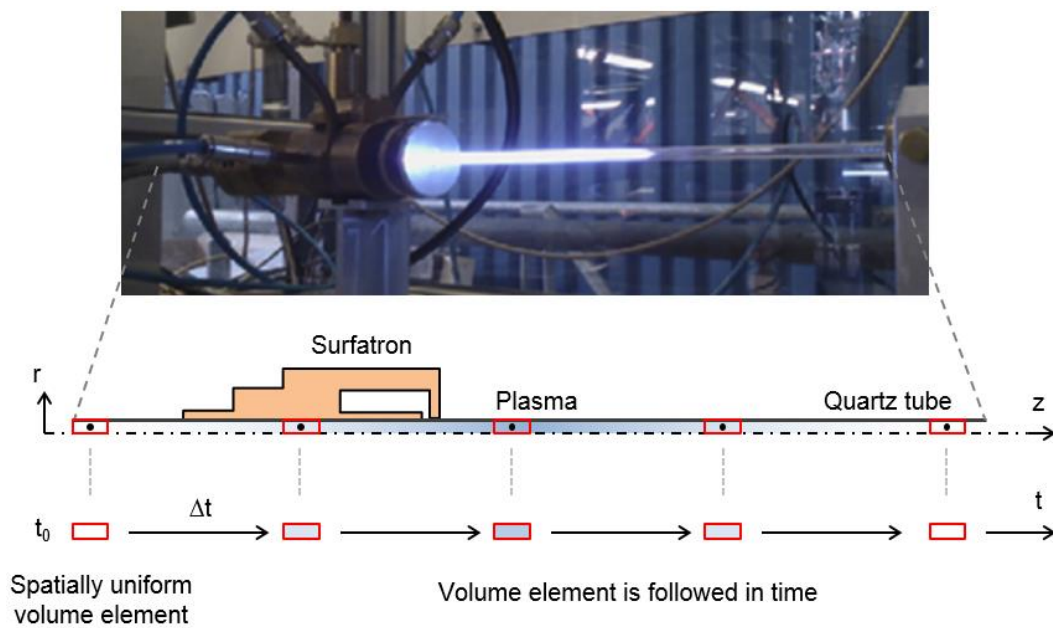 Surfatron
r
Plasma
Quartz tube
z
Δt
t
t₀
Spatially uniform
volume element
Volume element is followed in time